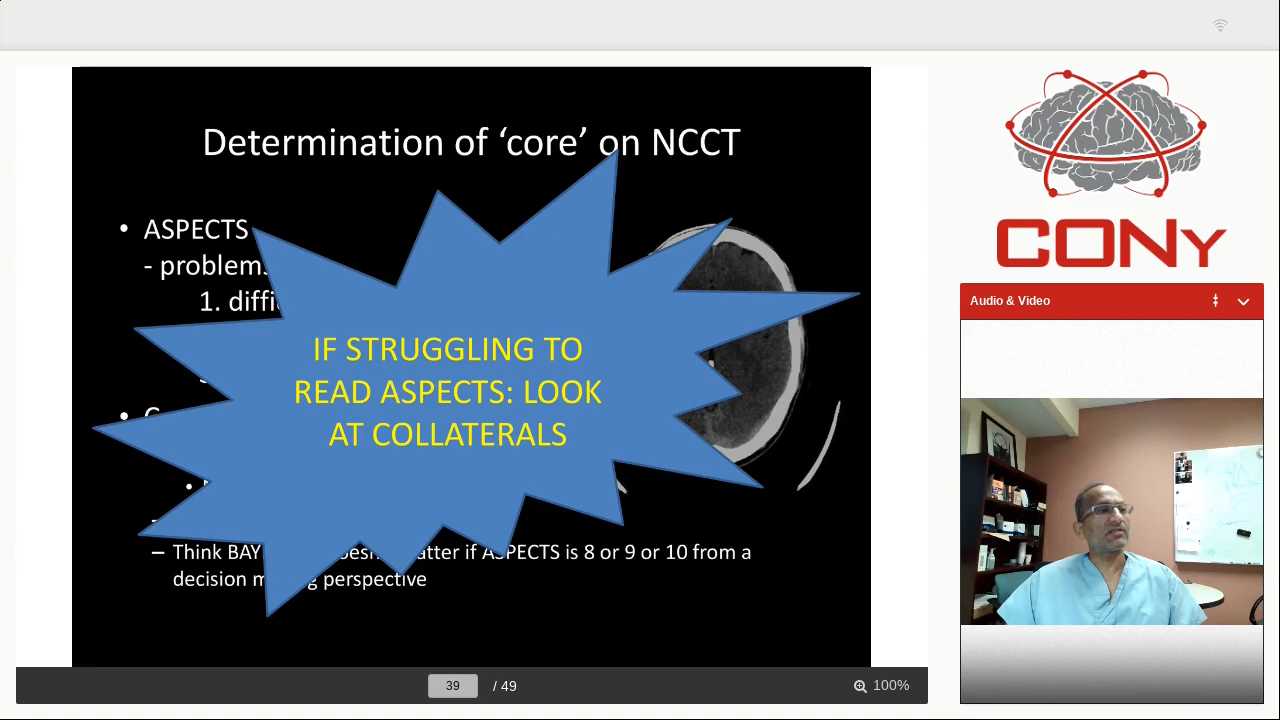 Determination of ‘core’ on NCCT
• ASPECTS
- problems
1. diffi
IF STRUGGLING TO
READ ASPECTS: LOOK
AT COLLATERALS
– Think BAY atter if ASPECTS is 8 or 9 or 10 from a
decision m g perspective
39 / 49
100%
CONy
Audio & Video